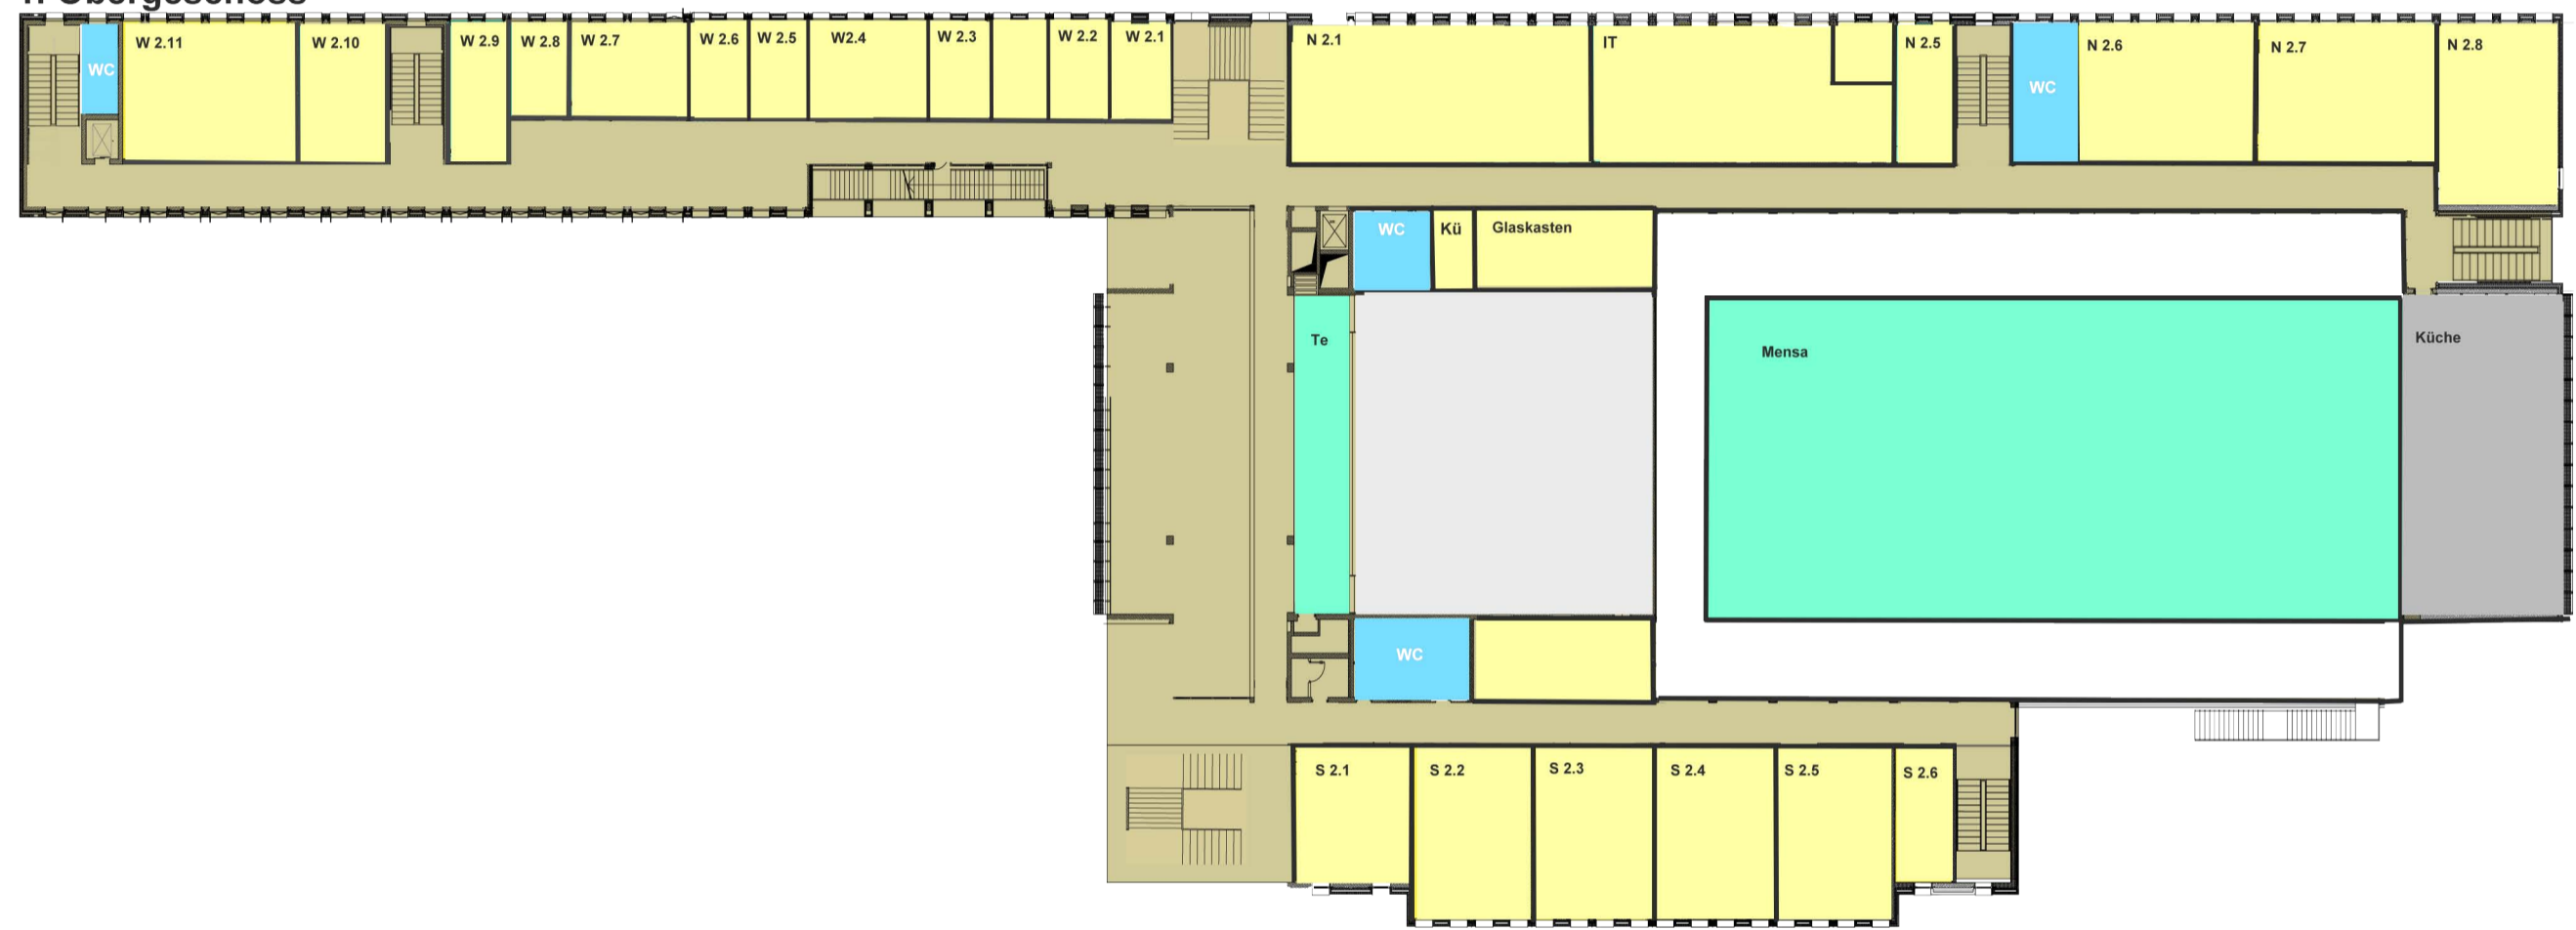 Obergeschoss
W 2.11
W 2.10
W 2.9
W 2.8
W 2.7
W 2.6
W 2.5
W2.4
W 2.3
W 2.2
W 2.1
N 2.1
IT
N 2.5
N 2.6
N 2.7
N 2.8
WC
WC
WC
Kü
Glaskasten
Te
Mensa
Küche
WC
S 2.1
S 2.2
S 2.3
S 2.4
S 2.5
S 2.6